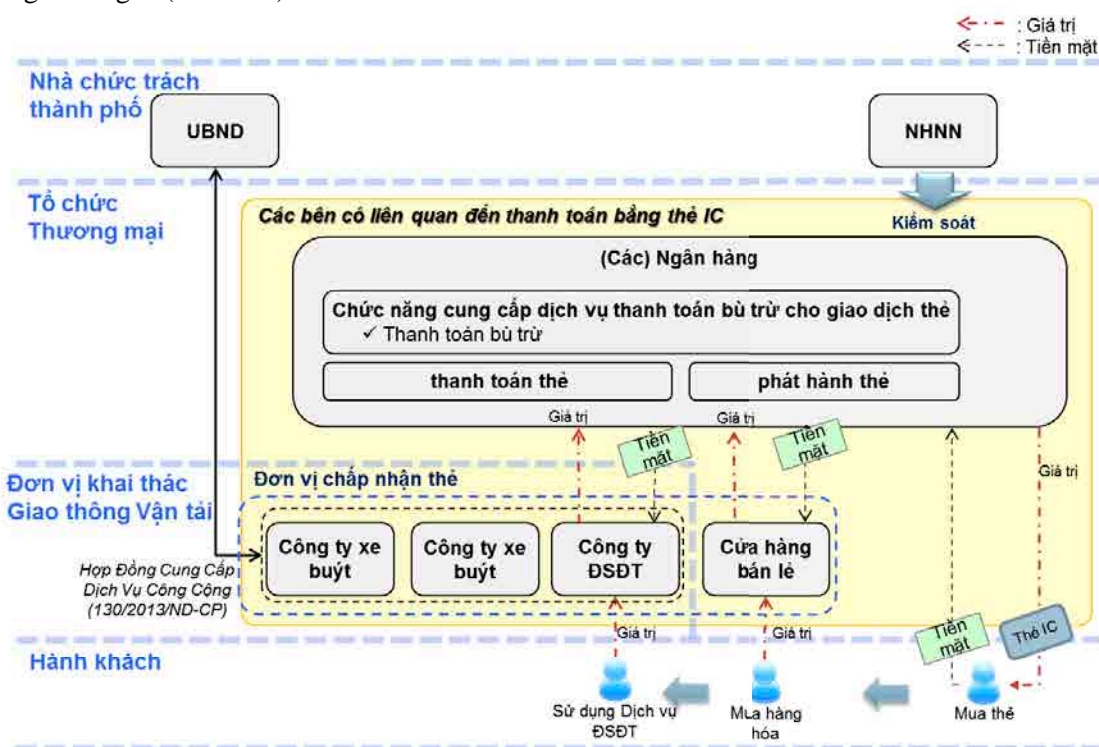 : Giá trị
: Tiền mặt
Nhà chức trách
thành phố
UBND
NHNN
Tổ chức
Thương mại
Các bên có liên quan đến thanh toán bằng thẻ IC
Kiểm soát
(Các) Ngân hàng
Chức năng cung cấp dịch vụ thanh toán bù trừ cho giao dịch thẻ
✓ Thanh toán bù trừ
thanh toán thẻ
phát hành thẻ
Giá trị
Giá trị
Tiền
mặt
Tiền
mặt
Giá trị
Đơn vị khai thác
Giao thông Vận tải
Đơn vị chấp nhận thẻ
Công ty xe
buýt
Công ty xe
buýt
Công ty
ĐSĐT
Cửa hàng
bán lẻ
Hợp Đồng Cung Cấp
Dịch Vụ Công Cộng
(130/2013/ND-CP)
Giá trị
Giá trị
Tiền
mặt
Thẻ IC
Hành khách
Sử dụng Dịch vụ
ĐSĐT
Mua hàng
hóa
Mua thẻ